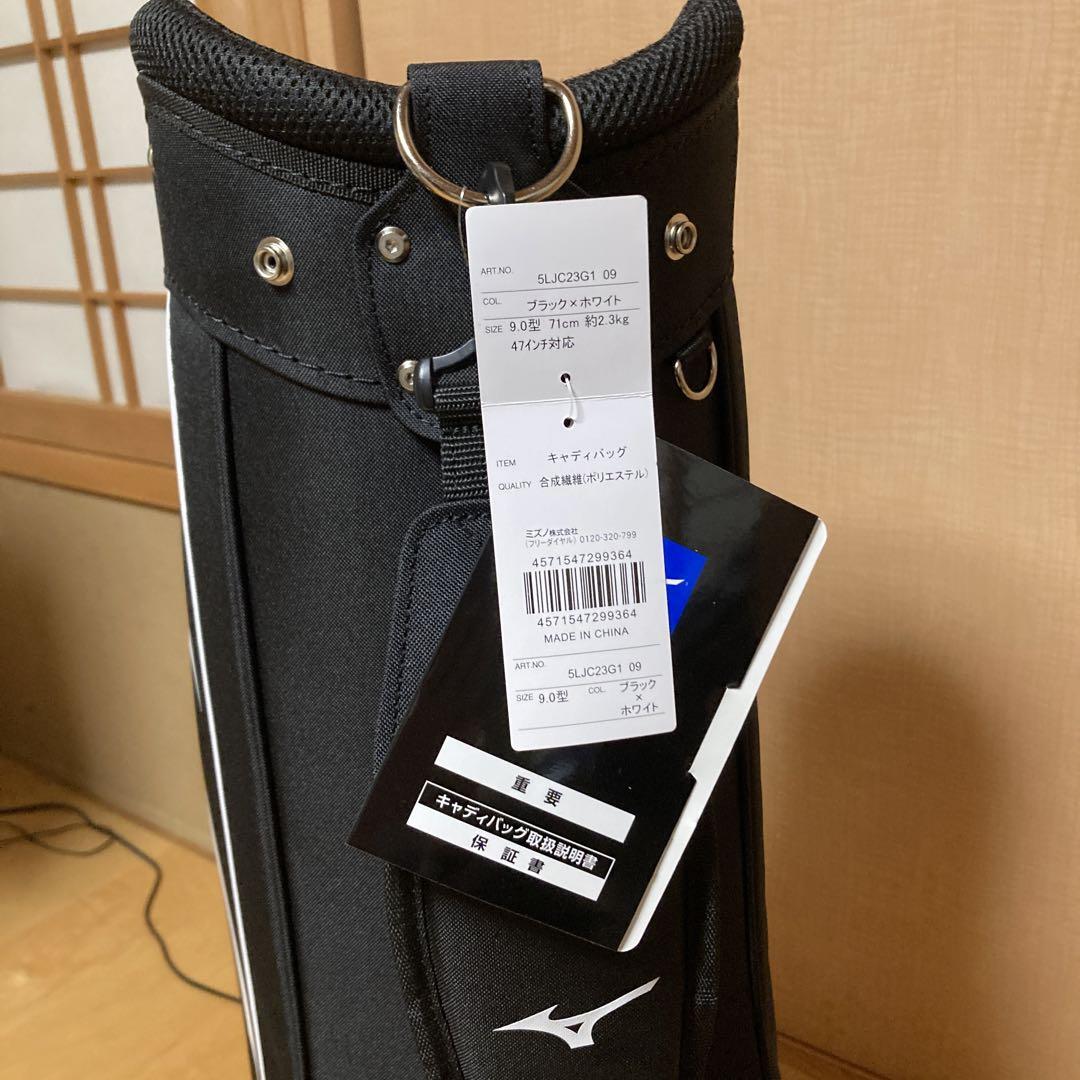 ART.NO. 5LJC23G1 09
COL. ブラック×ホワイト
SIZE 9.0型 71cm 約2.3kg
47インチ対応
ITEM キャディバッグ
QUALITY 合成繊維(ポリエステル)
ミズノ株式会社
(フリーダイヤル) 0120-320-799
4571547299364
4571547299364
MADE IN CHINA
ART.NO. 5LJC23G1 09
SIZE 9.0型 COL. ブラック
×
ホワイト
重要
キャディバッグ取扱説明書
保証書